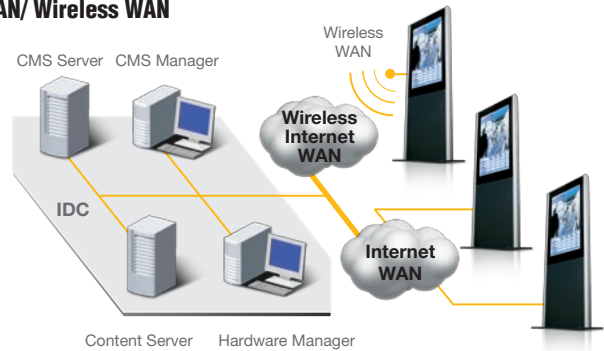 AN/ Wireless WAN
Wireless
WAN
CMS Server CMS Manager
Wireless
Internet
WAN
IDC
Internet
WAN
Content Server Hardware Manager